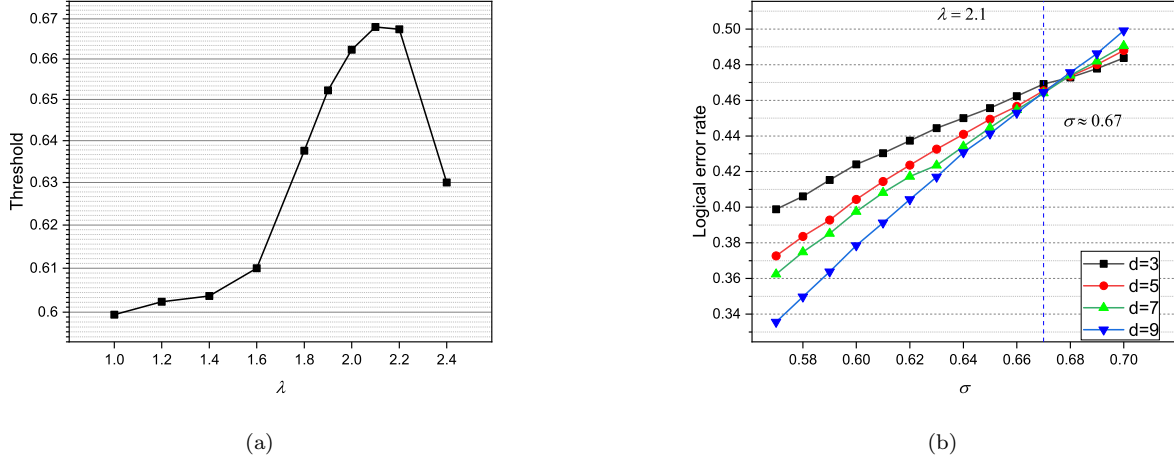 0.67
0.66
0.65
0.64
0.63
0.62
0.61
0.6
Threshold
1.0 1.2 1.4 1.6 1.8 2.0 2.2 2.4
λ
(a)
λ = 2.1
0.50
0.48
0.46
0.44
0.42
0.40
0.38
0.36
0.34
Logical error rate
σ ≈ 0.67
d=3
d=5
d=7
d=9
0.58 0.60 0.62 0.64 0.66 0.68 0.70
σ
(b)